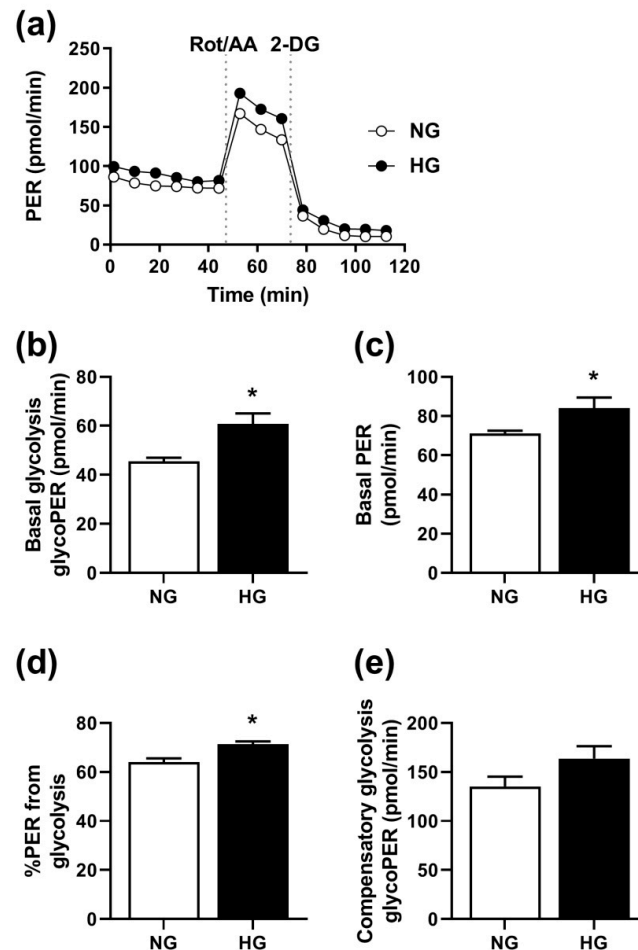 (a)
Rot/AA 2-DG
250
200
150
100
50
0
PER (pmol/min)
0 20 40 60 80 100 120
Time (min)
NG
HG
(b)
80
60
40
20
0
Basal glycolysis
glycoPER (pmol/min)
*
NG HG
(c)
100
80
60
40
20
0
Basal PER
(pmol/min)
*
NG HG
(d)
80
60
40
20
0
%PER from
glycolysis
*
NG HG
(e)
200
150
100
50
0
Compensatory glycolysis
glycoPER (pmol/min)
NG HG